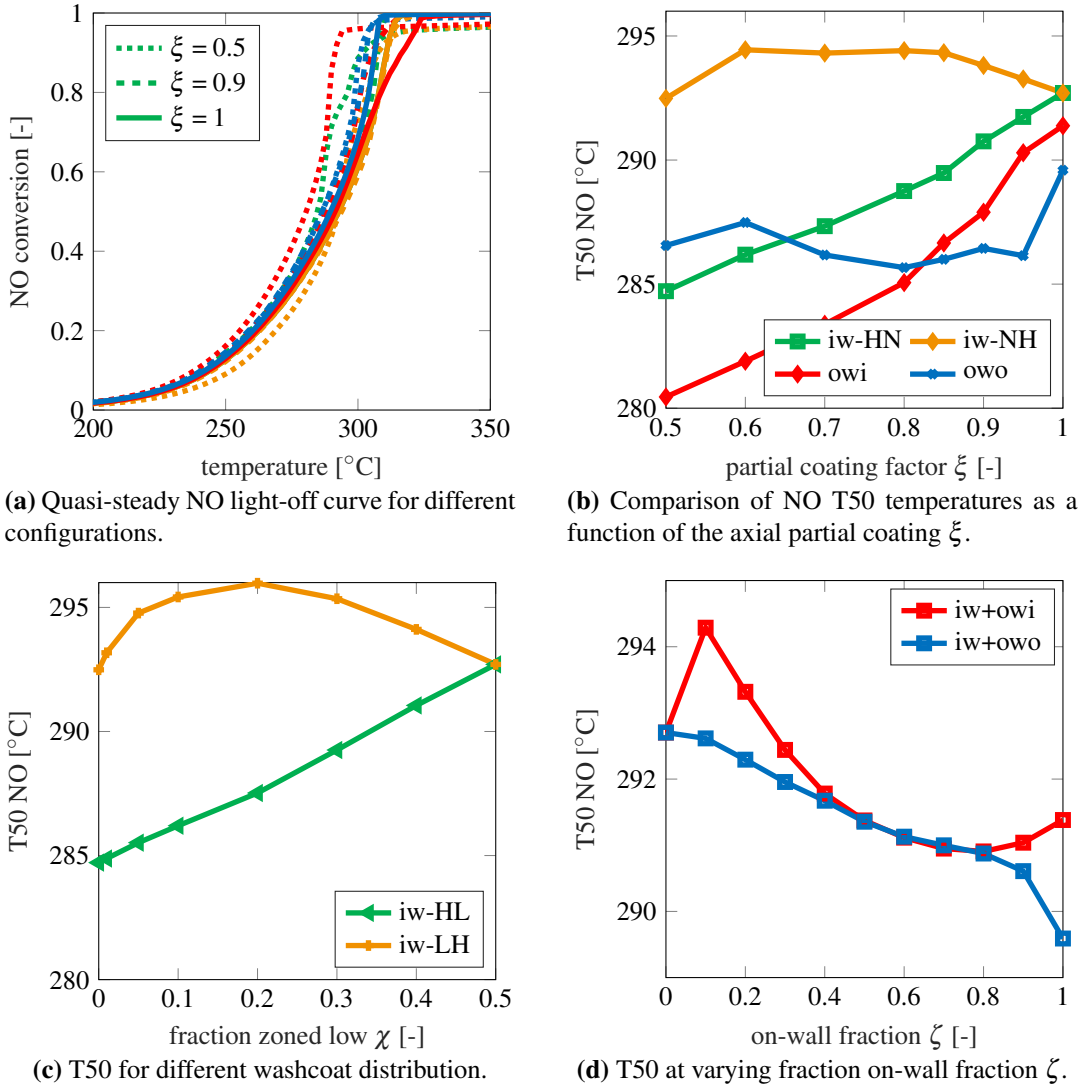 1
0.8
0.6
0.4
0.2
0
NO conversion [-]
ξ = 0.5
ξ = 0.9
ξ = 1
200
250
300
350
temperature [°C]
(a) Quasi-steady NO light-off curve for different
configurations.
295
290
285
280
T50 NO [°C]
iw-HN
iw-NH
owi
owo
0.5
0.6
0.7
0.8
0.9
1
partial coating factor ξ [-]
(b) Comparison of NO T50 temperatures as a
function of the axial partial coating ξ.
295
290
285
280
T50 NO [°C]
iw-HL
iw-LH
0
0.1
0.2
0.3
0.4
0.5
fraction zoned low χ [-]
(c) T50 for different washcoat distribution.
294
292
290
T50 NO [°C]
iw+owi
iw+owo
0
0.2
0.4
0.6
0.8
1
on-wall fraction ζ [-]
(d) T50 at varying fraction on-wall fraction ζ.